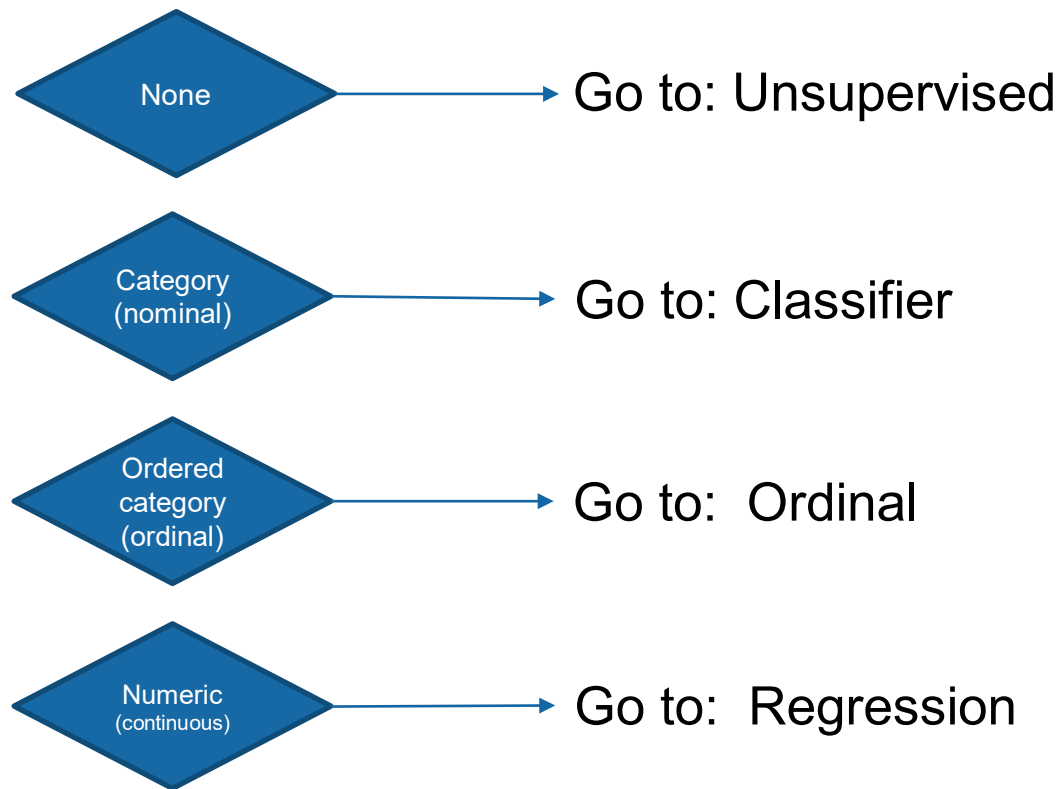 None
Go to: Unsupervised
Category
(nominal)
Go to: Classifier
Ordered
category
(ordinal)
Go to: Ordinal
Numeric
(continuous)
Go to: Regression